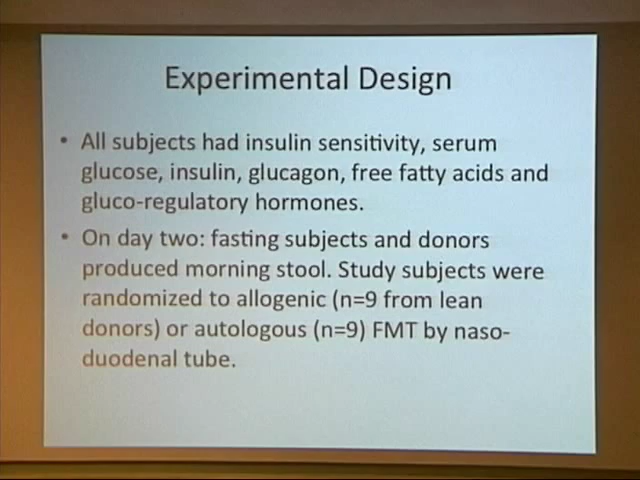 Experimental Design
• All subjects had insulin sensitivity, serum
glucose, insulin, glucagon, free fatty acids and
gluco-regulatory hormones.
• On day two: fasting subjects and donors
produced morning stool. Study subjects were
randomized to allogenic (n=9 from lean
donors) or autologous (n=9) FMT by naso-
duodenal tube.